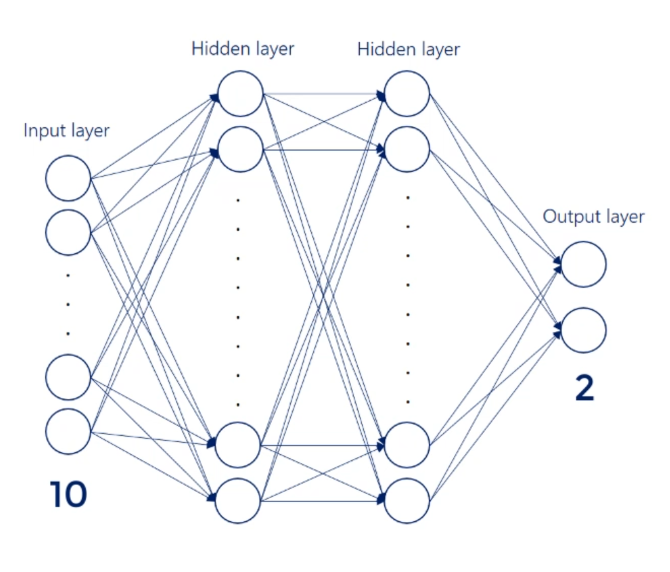 Hidden layer
Hidden layer
Input layer
Output layer
2
10